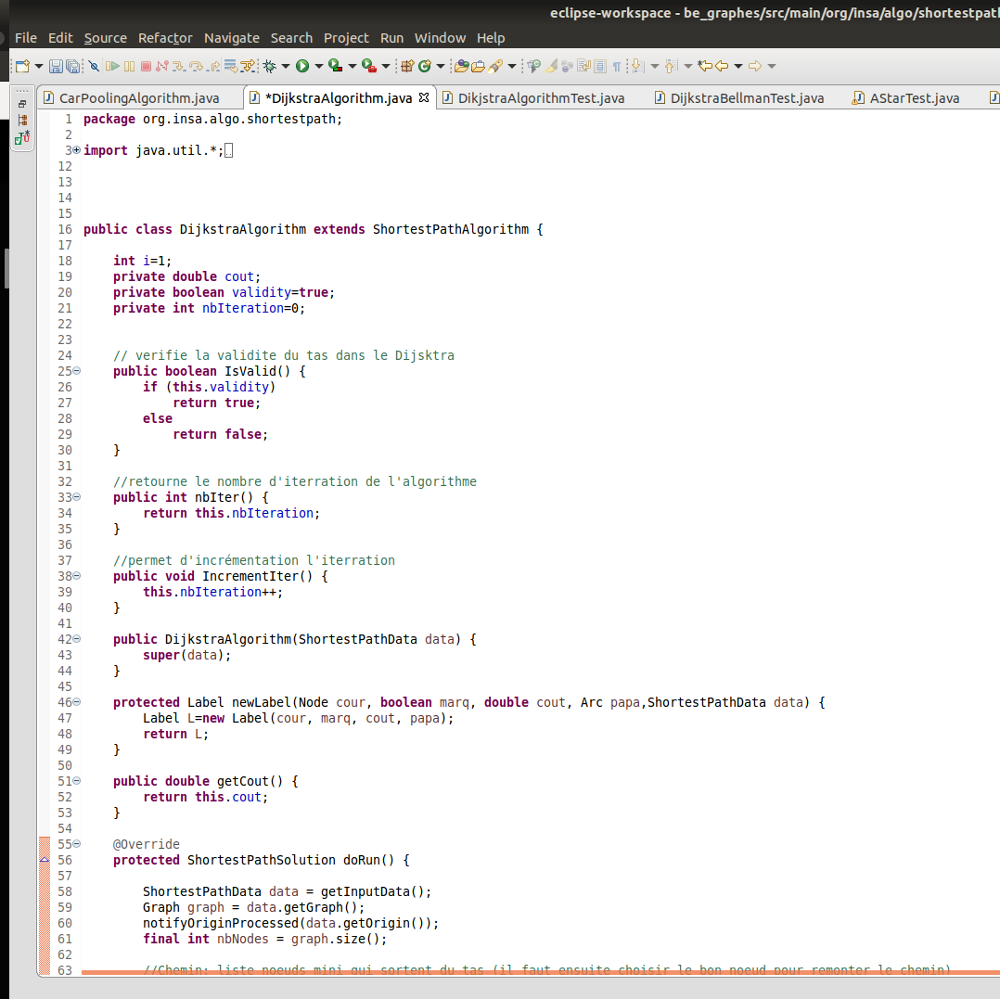 eclipse-workspace - be_graphes/src/main/org/insa/algo/shortestpath
File Edit Source Refactor Navigate Search Project Run Window Help
CarPoolingAlgorithm.java *DijkstraAlgorithm.java DikjstraAlgorithmTest.java DijkstraBellmanTest.java AStarTest.java
1 package org.insa.algo.shortestpath;
2
3 import java.util.*;
12
13
14
15
16 public class DijkstraAlgorithm extends ShortestPathAlgorithm {
17
18 int i=1;
19 private double cout;
20 private boolean validity=true;
21 private int nbIteration=0;
22
23
24 // verifie la validite du tas dans le Dijsktra
25 public boolean IsValid() {
26 if (this.validity)
27 return true;
28 else
29 return false;
30 }
31
32 //retourne le nombre d'iterration de l'algorithme
33 public int nbIter() {
34 return this.nbIteration;
35 }
36
37 //permet d'incrémentation l'iterration
38 public void IncrementIter() {
39 this.nbIteration++;
40 }
41
42 public DijkstraAlgorithm(ShortestPathData data) {
43 super(data);
44 }
45
46 protected Label newLabel(Node cour, boolean marq, double cout, Arc papa,ShortestPathData data) {
47 Label L=new Label(cour, marq, cout, papa);
48 return L;
49 }
50
51 public double getCout() {
52 return this.cout;
53 }
54
55 @Override
56 protected ShortestPathSolution doRun() {
57
58 ShortestPathData data = getInputData();
59 Graph graph = data.getGraph();
60 notifyOriginProcessed(data.getOrigin());
61 final int nbNodes = graph.size();
62
63 //Chemin: liste noeuds mini qui sortent du tas (il faut ensuite choisir le bon noeud pour remonter le chemin)